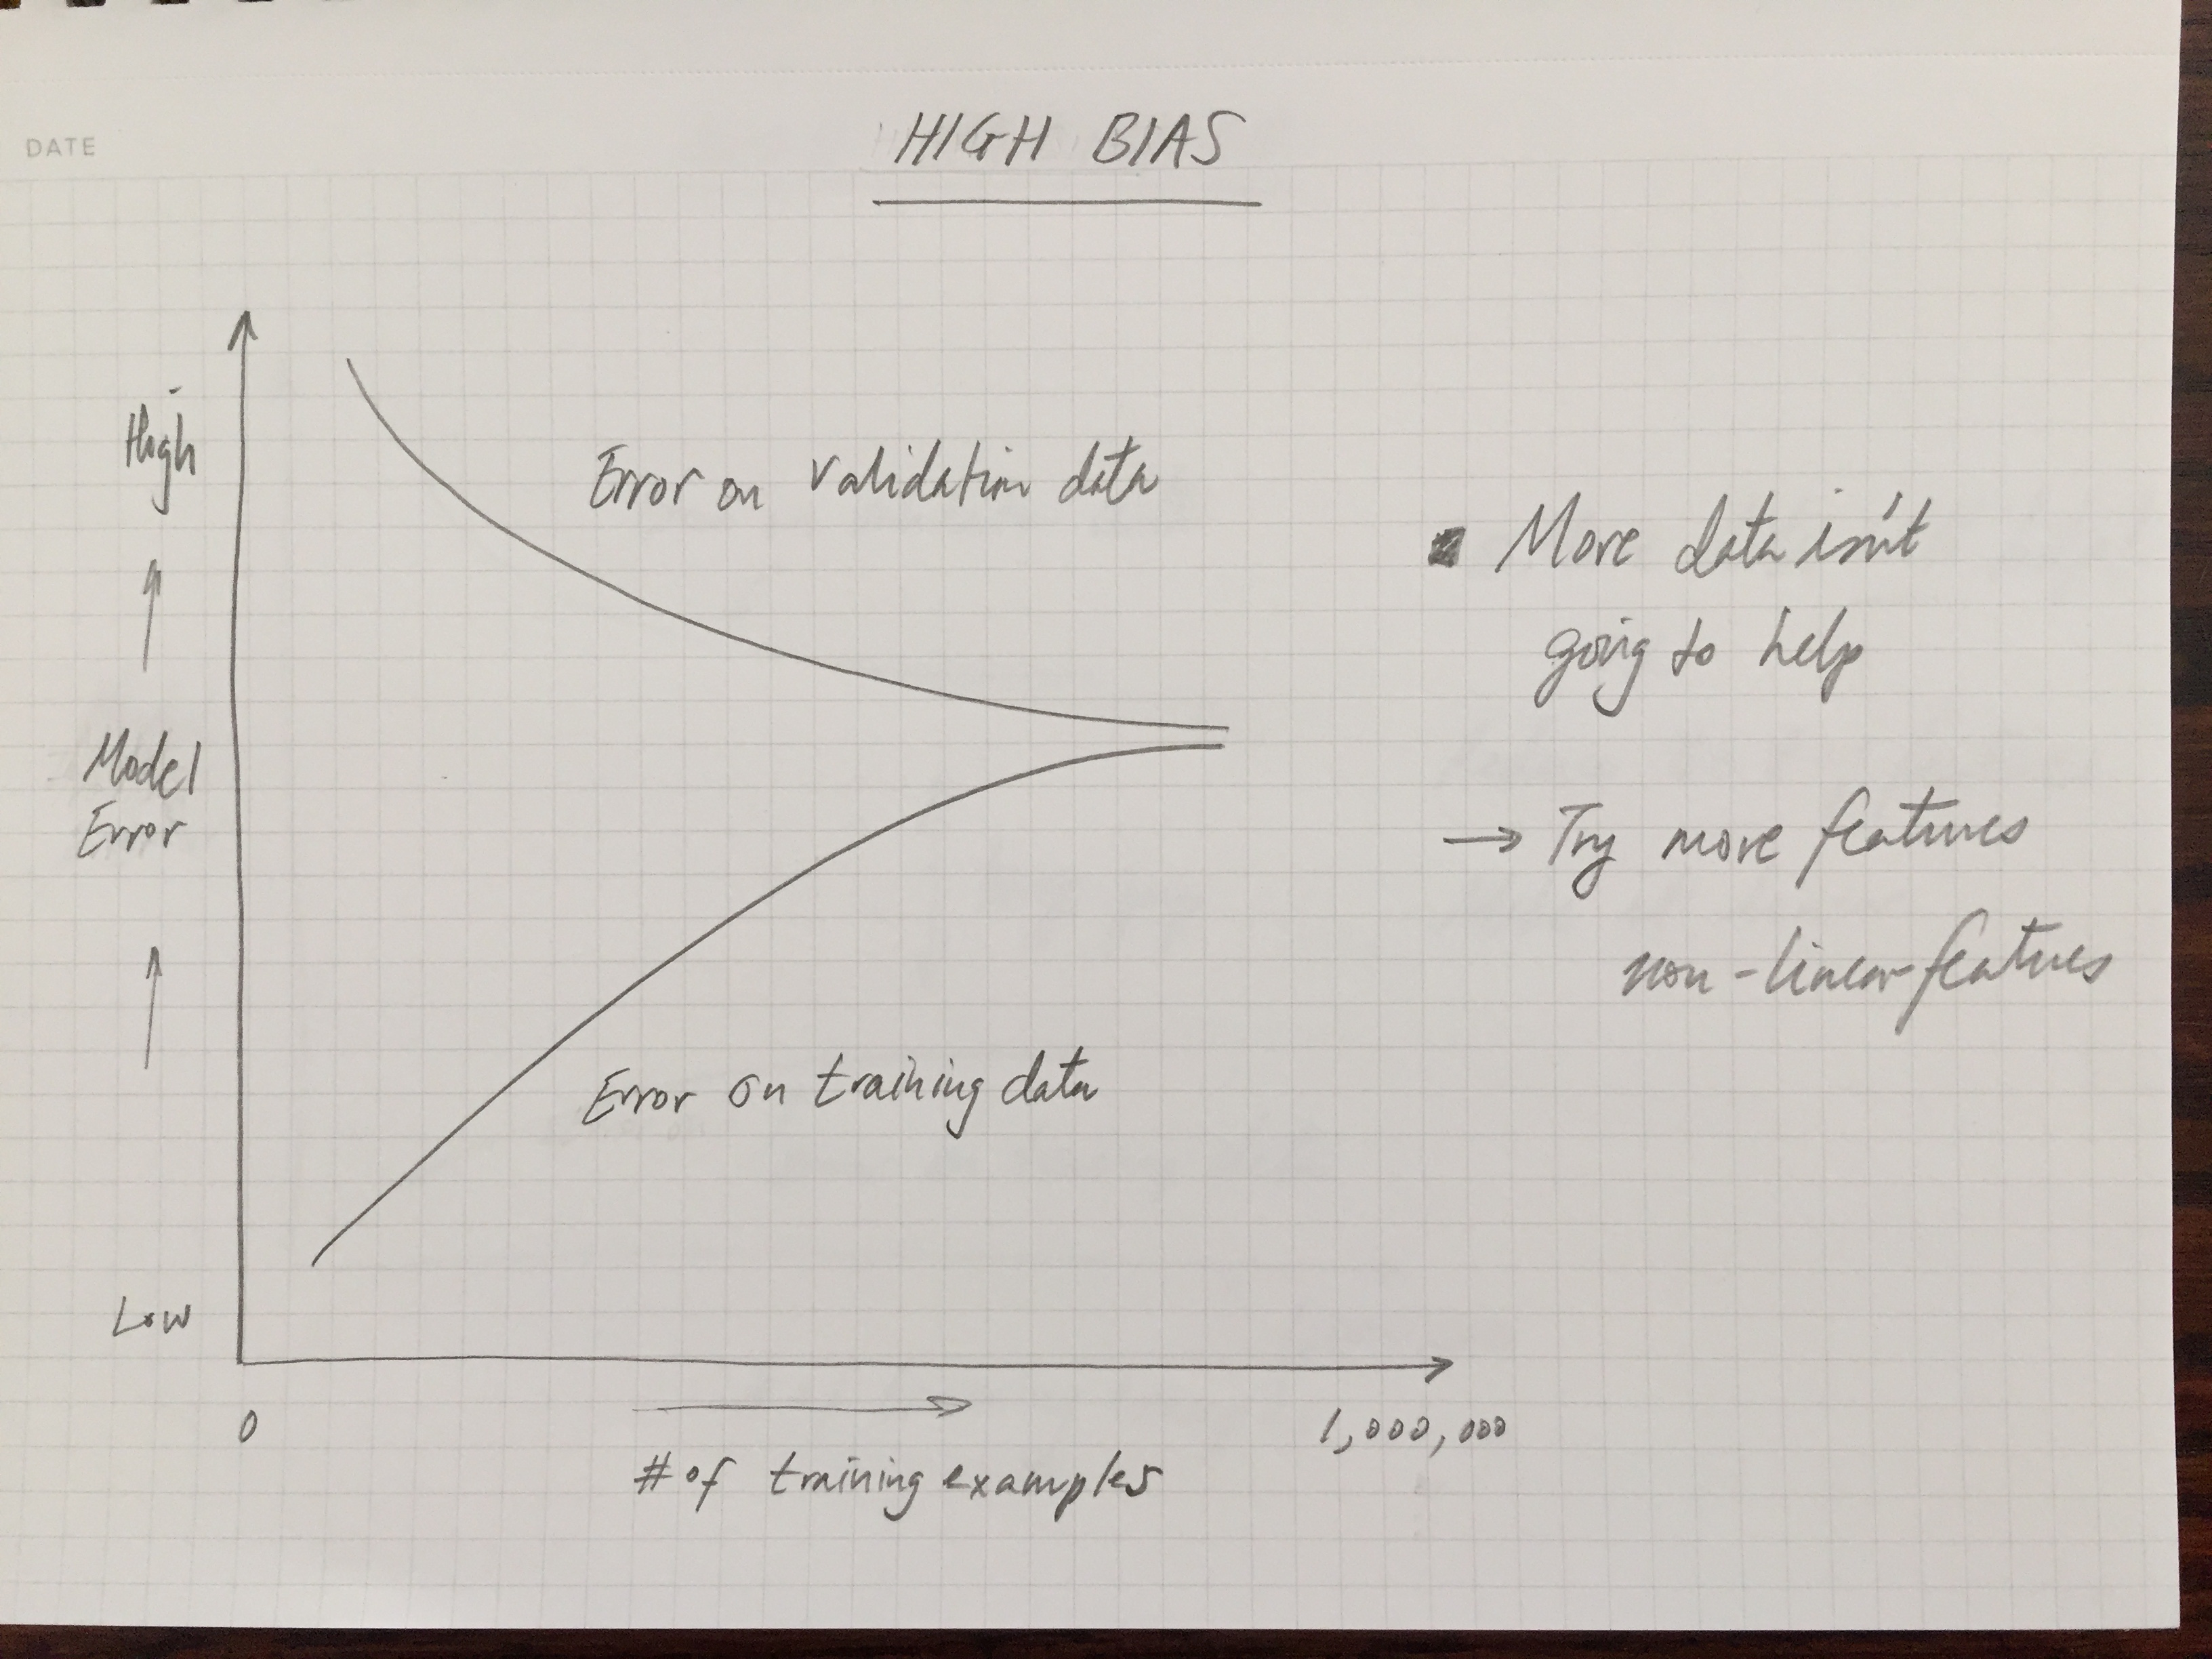 DATE
HIGH BIAS
High
Model
Error
Low
Error on validation data
Error on training data
0
1,000,000
# of training examples
More data isn't
going to help
→ Try more features
non-linear features